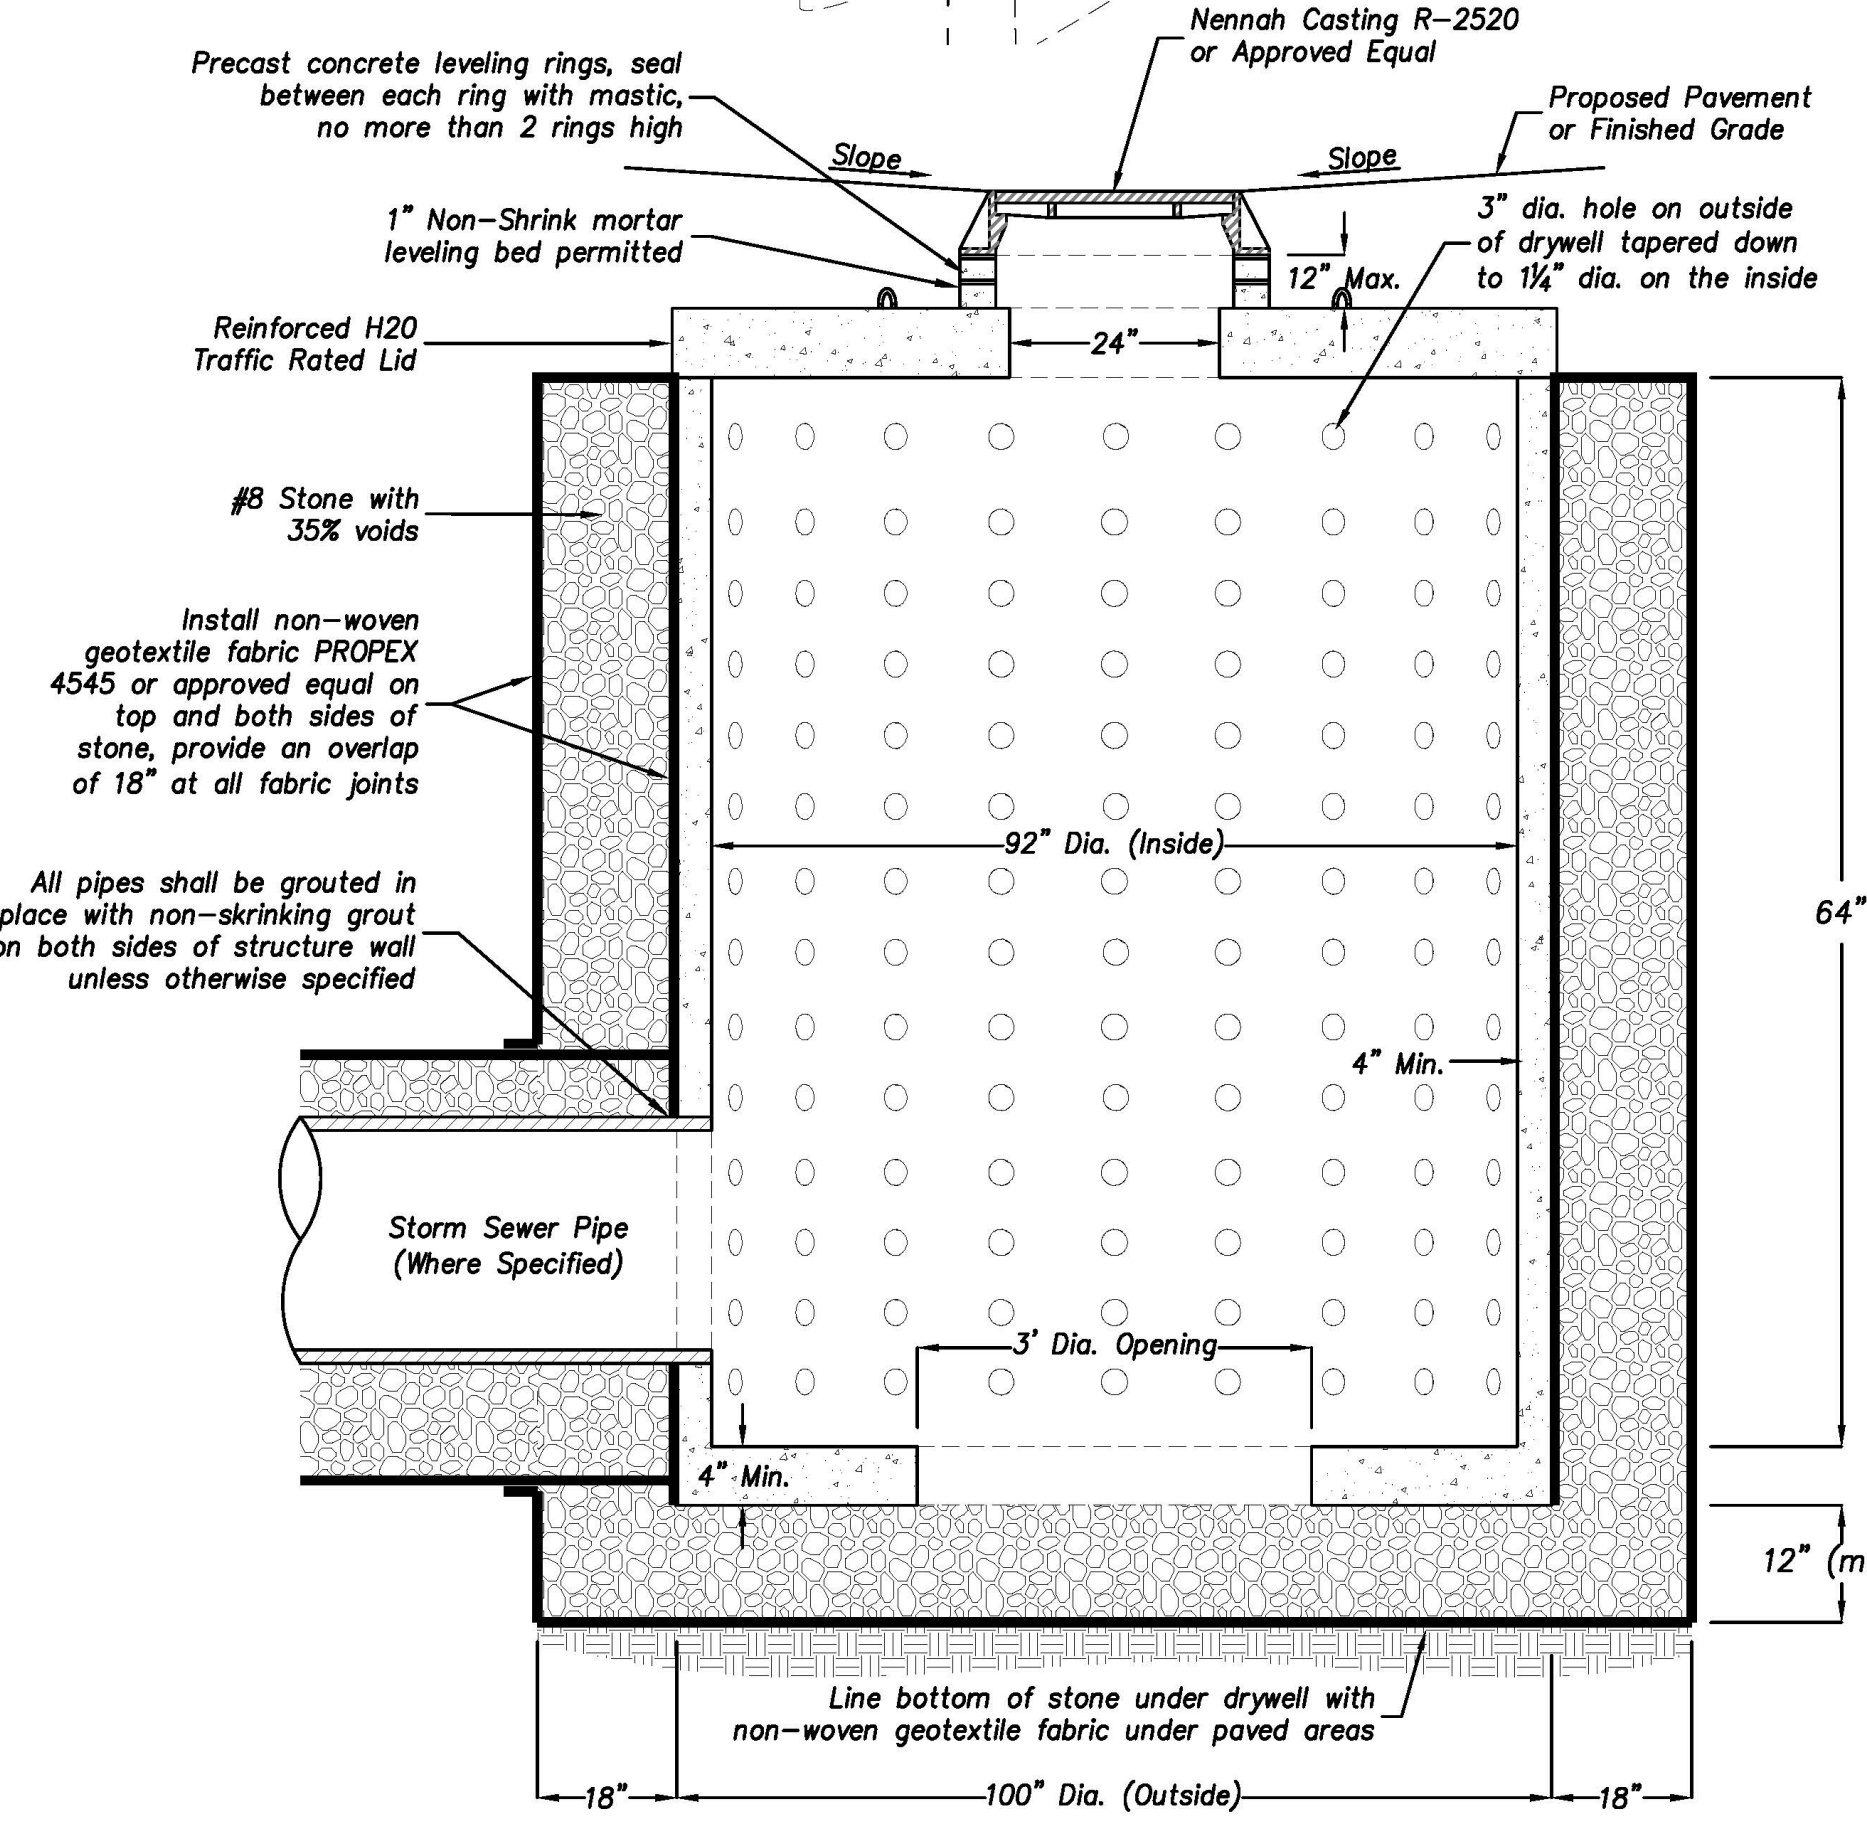 Nennah Casting R-2520
or Approved Equal
Precast concrete leveling rings, seal
between each ring with mastic,
no more than 2 rings high
Proposed Pavement
or Finished Grade
Slope
Slope
1" Non-Shrink mortar
leveling bed permitted
3" dia. hole on outside
of drywell tapered down
to 1¼" dia. on the inside
12" Max.
Reinforced H20
Traffic Rated Lid
24"
#8 Stone with
35% voids
Install non-woven
geotextile fabric PROPEX
4545 or approved equal on
top and both sides of
stone, provide an overlap
of 18" at all fabric joints
92" Dia. (Inside)
64"
All pipes shall be grouted in
place with non-skrinking grout
on both sides of structure wall
unless otherwise specified
4" Min.
Storm Sewer Pipe
(Where Specified)
3' Dia. Opening
4" Min.
12" (m
Line bottom of stone under drywell with
non-woven geotextile fabric under paved areas
18"
100" Dia. (Outside)
18"